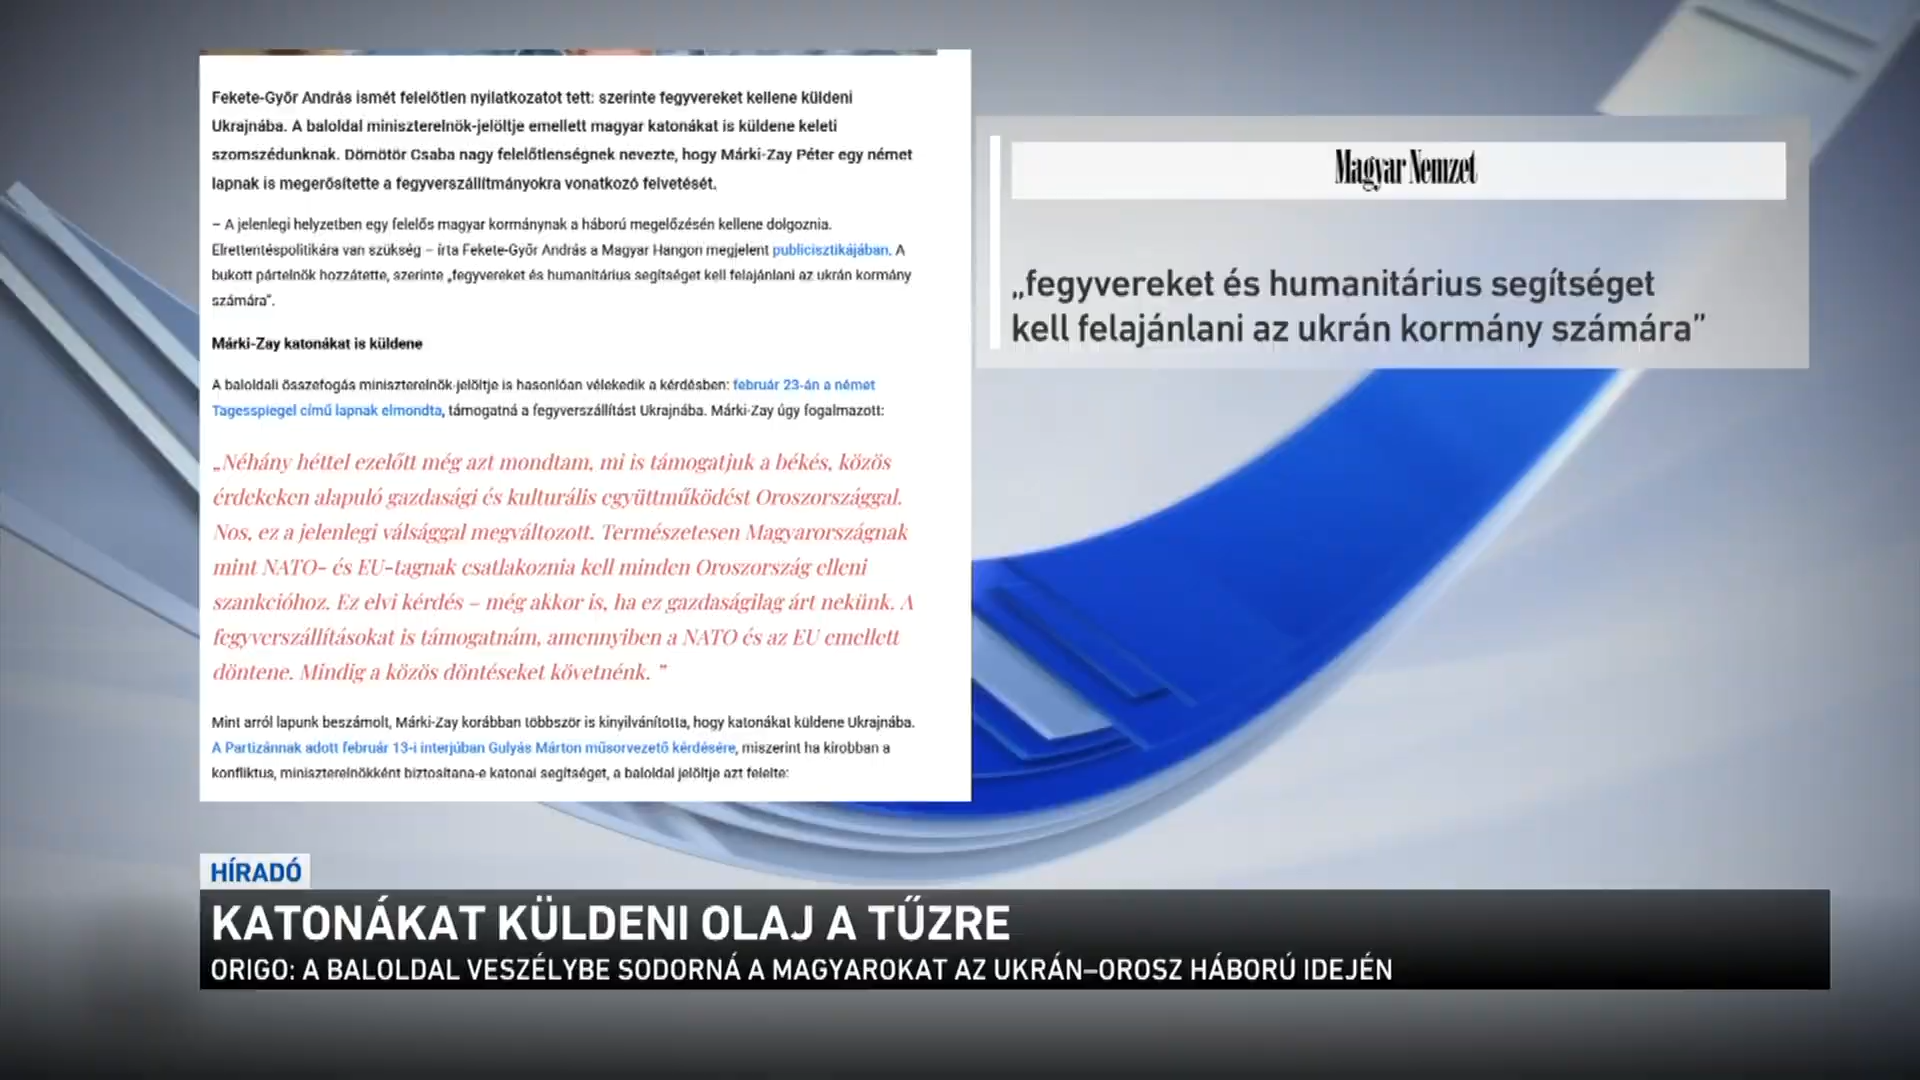 Fekete-Győr András ismét felelőtlen nyilatkozatot tett: szerinte fegyvereket kellene küldeni
Ukrajnába. A baloldal miniszterelnök-jelöltje emellett magyar katonákat is küldene keleti
szomszédunknak. Dömötör Csaba nagy felelőtlenségnek nevezte, hogy Márki-Zay Péter egy német
lapnak is megerősítette a fegyverszállítmányokra vonatkozó felvetését.
– A jelenlegi helyzetben egy felelős magyar kormánynak a háború megelőzésén kellene dolgoznia.
Elrettentéspolitikára van szükség – írta Fekete-Győr András a Magyar Hangon megjelent publicisztikájában. A
bukott pártelnök hozzátette, szerinte „fegyvereket és humanitárius segítséget kell felajánlani az ukrán kormány
számára”.
Márki-Zay katonákat is küldene
A baloldali összefogás miniszterelnök-jelöltje is hasonlóan vélekedik a kérdésben: február 23-án a német
Tagesspiegel című lapnak elmondta, támogatná a fegyverszállítást Ukrajnába. Márki-Zay úgy fogalmazott:
„Néhány héttel ezelőtt még azt mondtam, mi is támogatjuk a békés, közös
érdekeken alapuló gazdasági és kulturális együttműködést Oroszországgal.
Nos, ez a jelenlegi válsággal megváltozott. Természetesen Magyarországnak
mint NATO- és EU-tagnak csatlakoznia kell minden Oroszország elleni
szankcióhoz. Ez elvi kérdés – még akkor is, ha ez gazdaságilag árt nekünk. A
fegyverszállításokat is támogatnám, amennyiben a NATO és az EU emellett
döntene. Mindig a közös döntéseket követnénk. ”
Mint arról lapunk beszámolt, Márki-Zay korábban többször is kinyilvánította, hogy katonákat küldene Ukrajnába.
A Partizánnak adott február 13-i interjúban Gulyás Márton műsorvezető kérdésére, miszerint ha kirobban a
konfliktus, miniszterelnökként biztosítana-e katonai segítséget, a baloldal jelöltje azt felelte:
Magyar Nemzet
„fegyvereket és humanitárius segítséget
kell felajánlani az ukrán kormány számára”
HÍRADÓ
KATONÁKAT KÜLDENI OLAJ A TŰZRE
ORIGO: A BALOLDAL VESZÉLYBE SODORNÁ A MAGYAROKAT AZ UKRÁN–OROSZ HÁBORÚ IDEJÉN